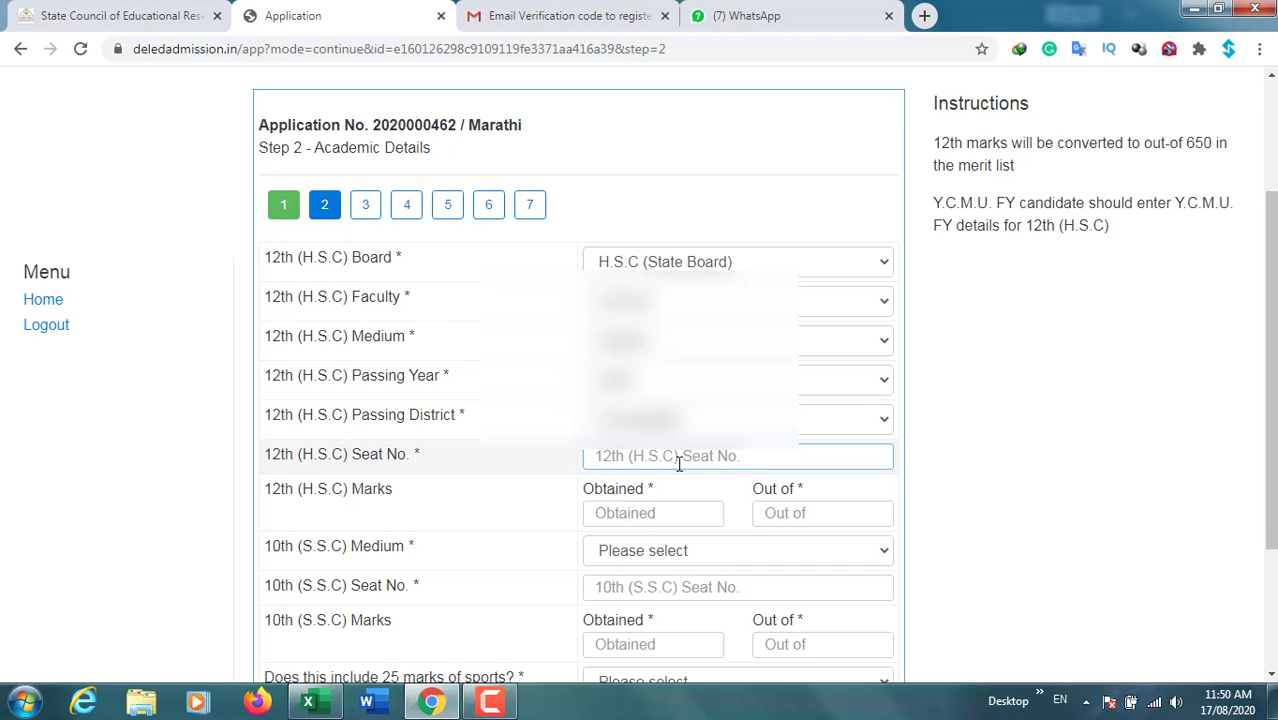 State Council of Educational Rese
Application
Email Verification code to registe
(7) WhatsApp
deledadmission.in/app?mode=continue&id=e16012629869109119fe3371aa416a39&step=2
Application No. 2020000462 / Marathi
Step 2 - Academic Details
1 2 3 4 5 6 7
Instructions
12th marks will be converted to out-of 650 in
the merit list
Y.C.M.U. FY candidate should enter Y.C.M.U.
FY details for 12th (H.S.C)
Menu
Home
Logout
12th (H.S.C) Board * H.S.C (State Board)
12th (H.S.C) Faculty *
12th (H.S.C) Medium *
12th (H.S.C) Passing Year *
12th (H.S.C) Passing District *
12th (H.S.C) Seat No. * 12th (H.S.C) Seat No.
12th (H.S.C) Marks Obtained * Out of *
Obtained Out of
10th (S.S.C) Medium * Please select
10th (S.S.C) Seat No. * 10th (S.S.C) Seat No.
10th (S.S.C) Marks Obtained * Out of *
Obtained Out of
Does this include 25 marks of sports? * Please select
Desktop EN 11:50 AM
17/08/2020